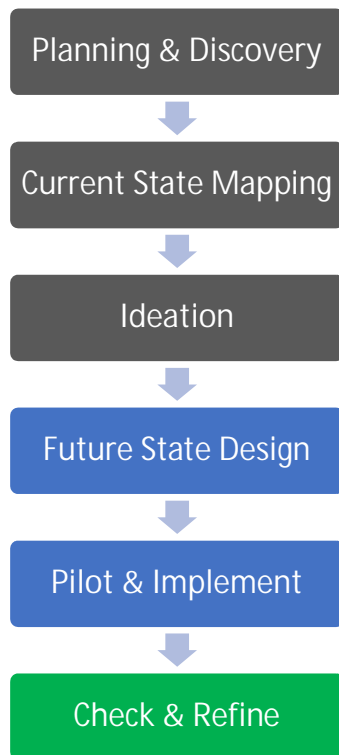 Planning & Discovery
Current State Mapping
Ideation
Future State Design
Pilot & Implement
Check & Refine